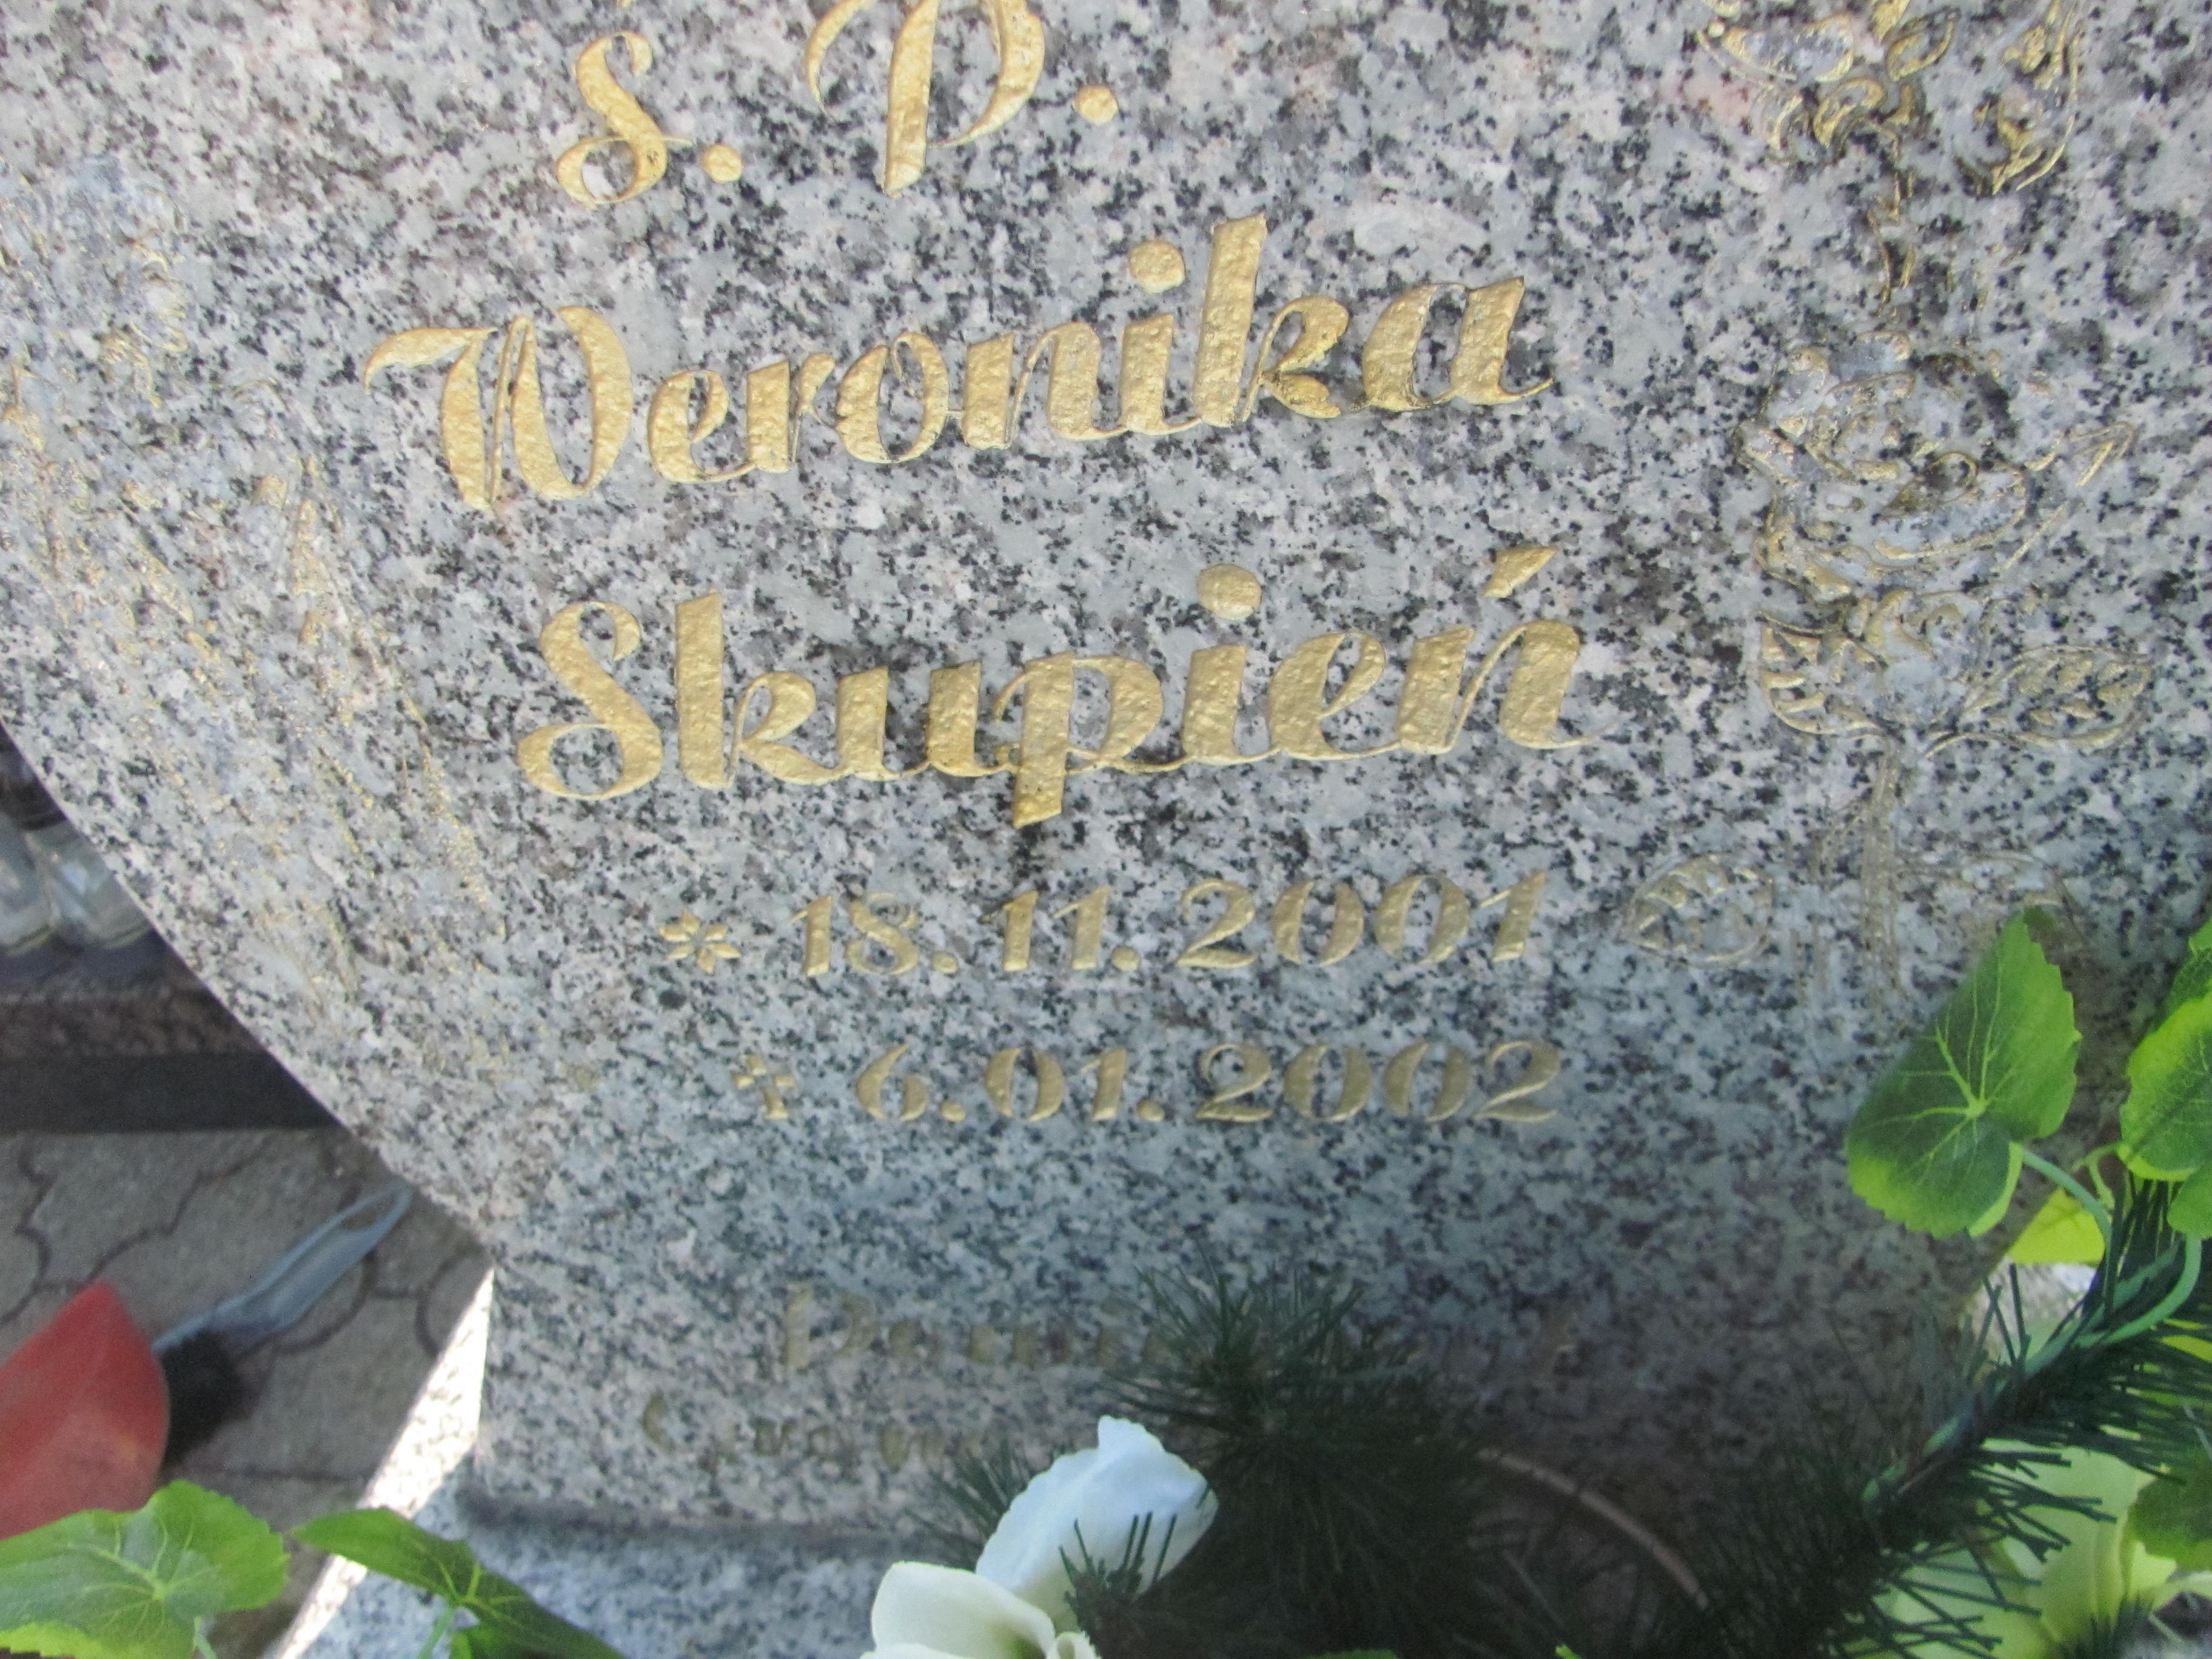 Ś. P.
Weronika
Skupień
* 18. 11. 2001
✝ 6. 01. 2002